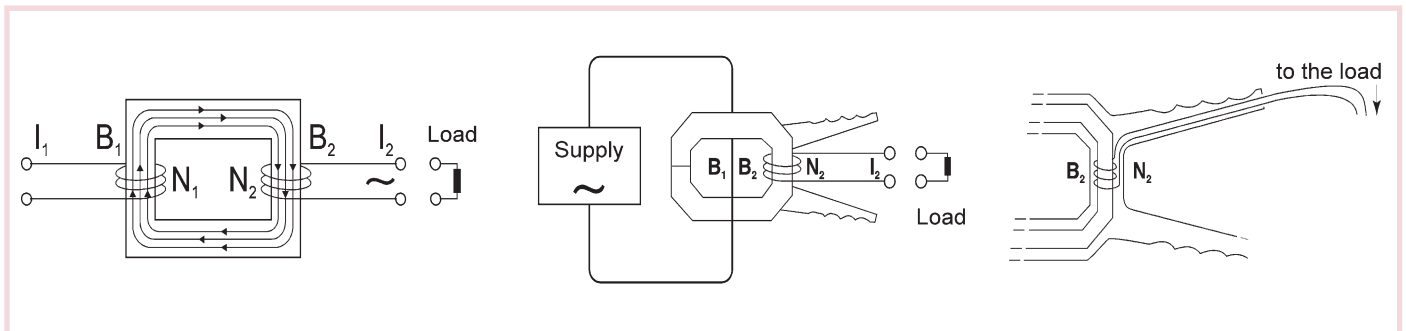 I₁
B₁
N₁
N₂
B₂
I₂
~
Load
Supply
~
B₁
B₂
N₂
I₂
Load
to the load
B₂
N₂